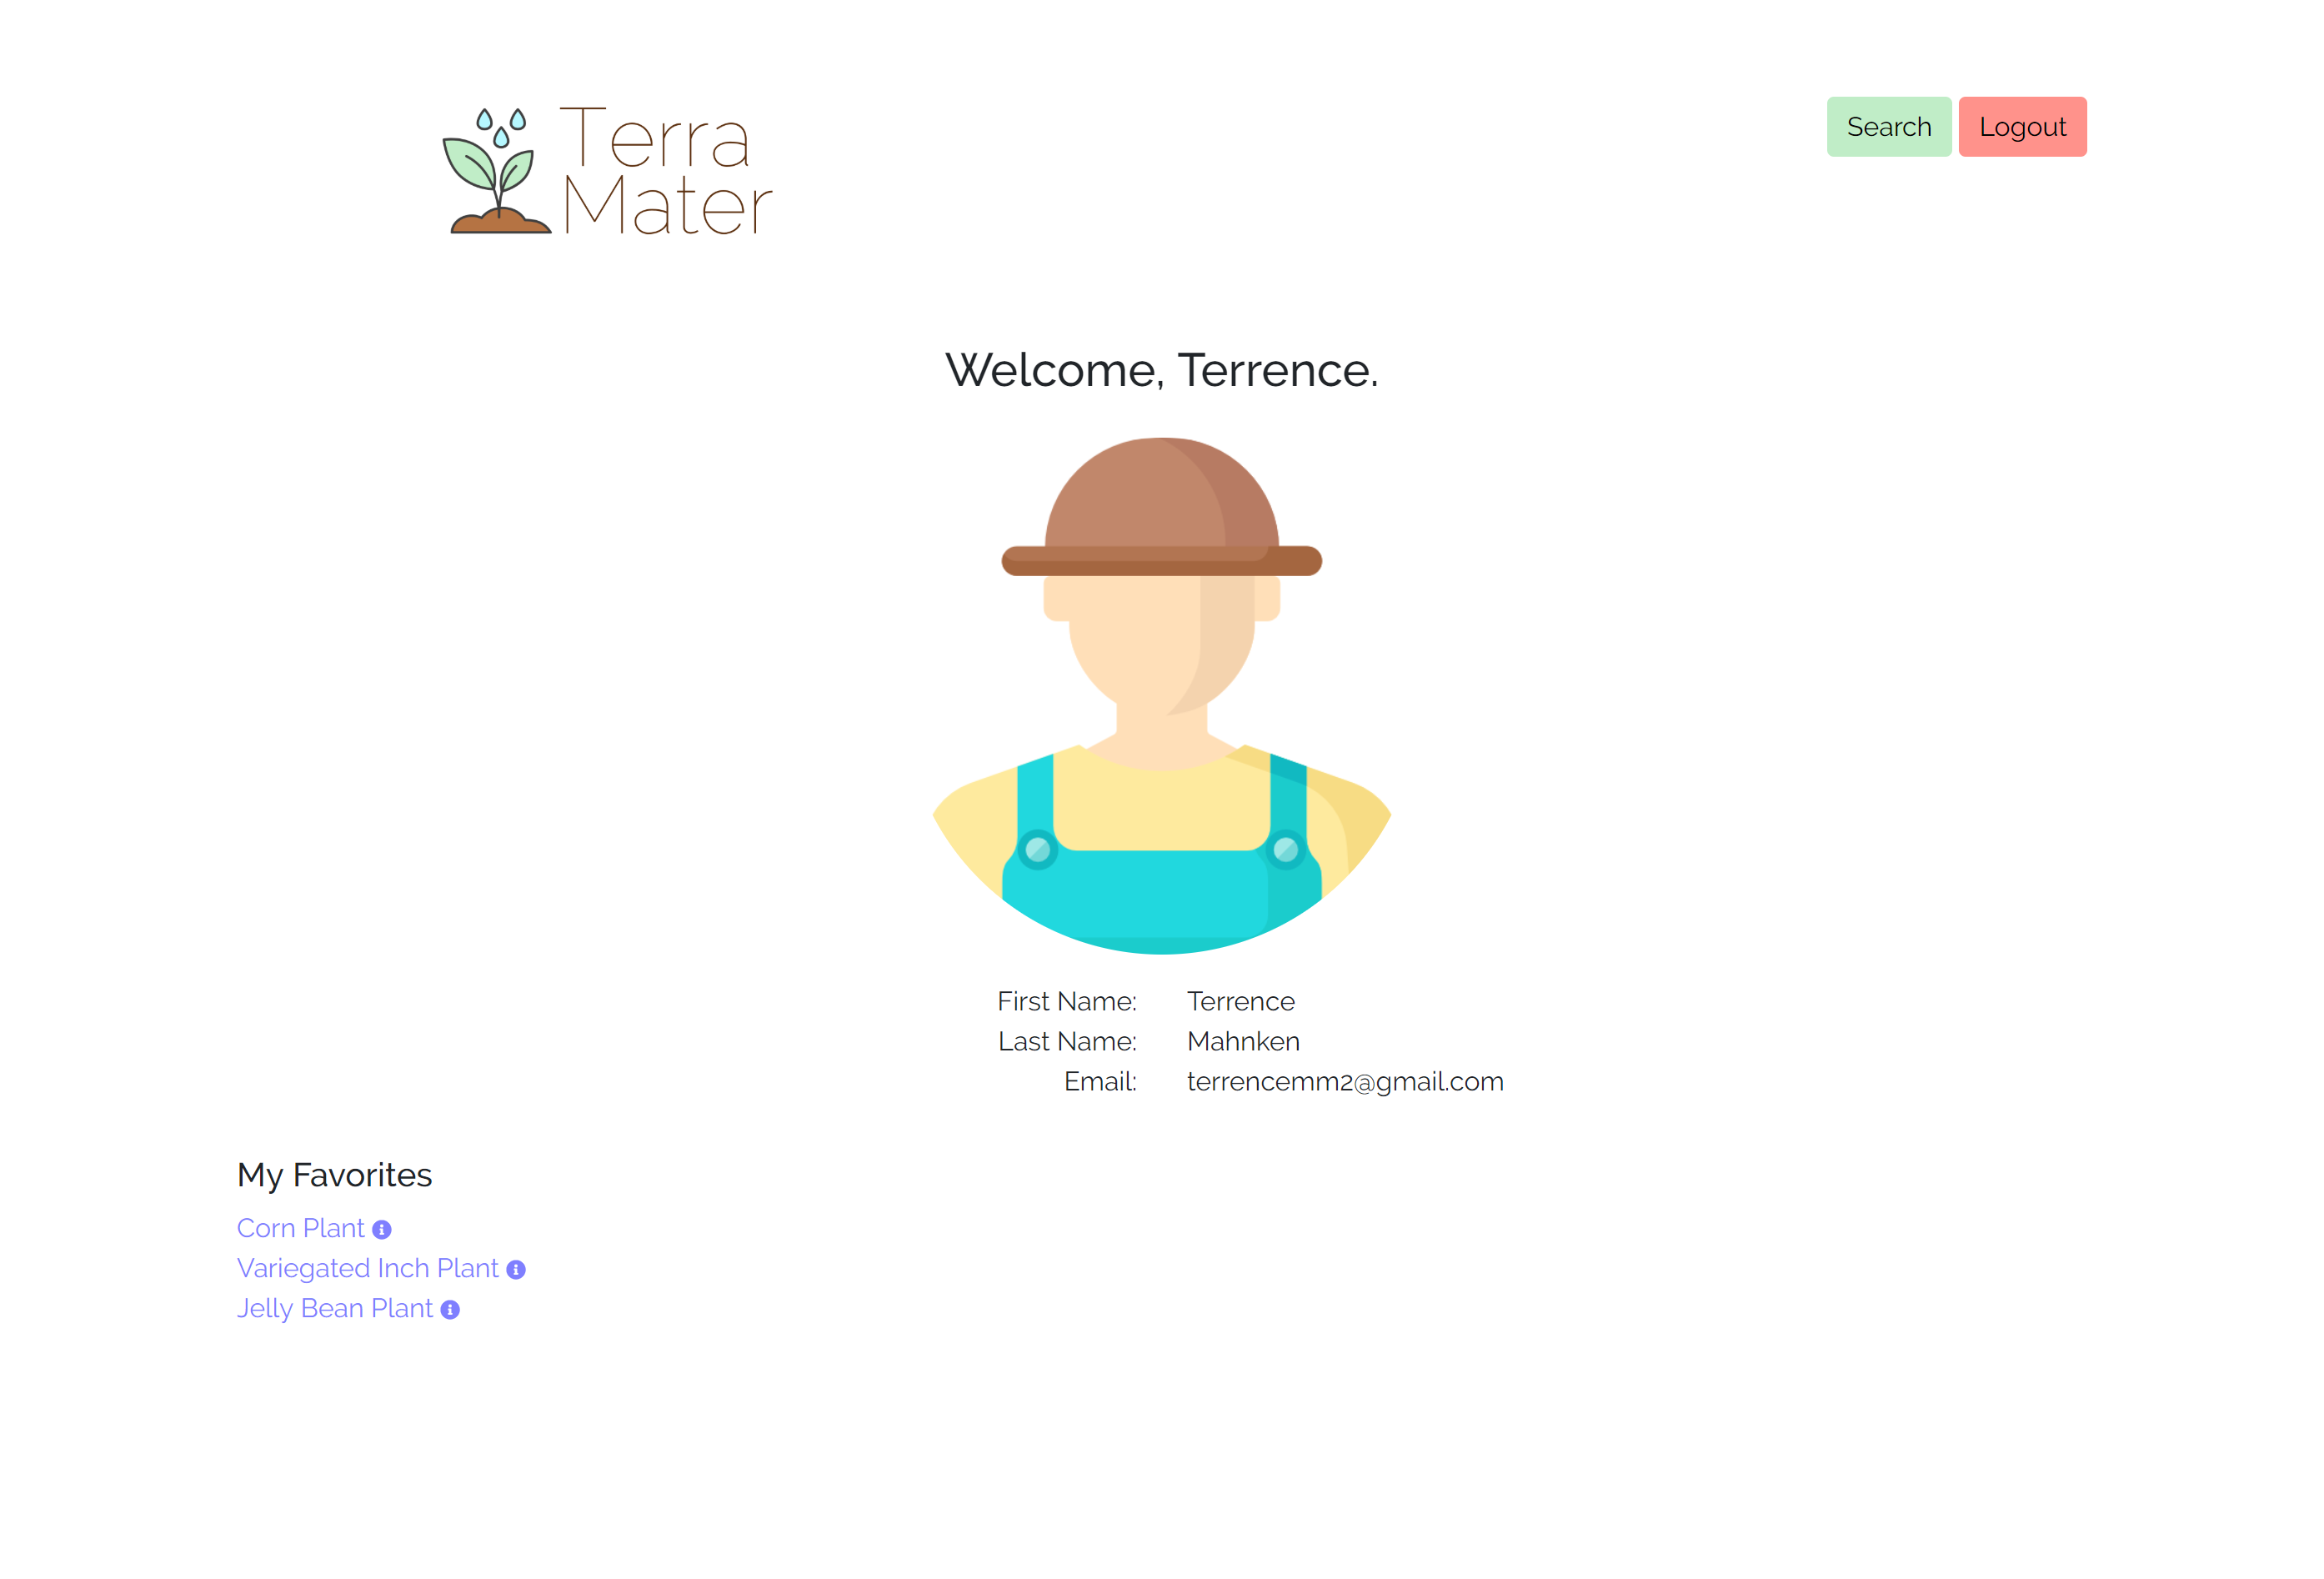 Terra
Mater
Search
Logout
Welcome, Terrence.
First Name: Terrence
Last Name: Mahnken
Email: terrencemm2@gmail.com
My Favorites
Corn Plant
Variegated Inch Plant
Jelly Bean Plant